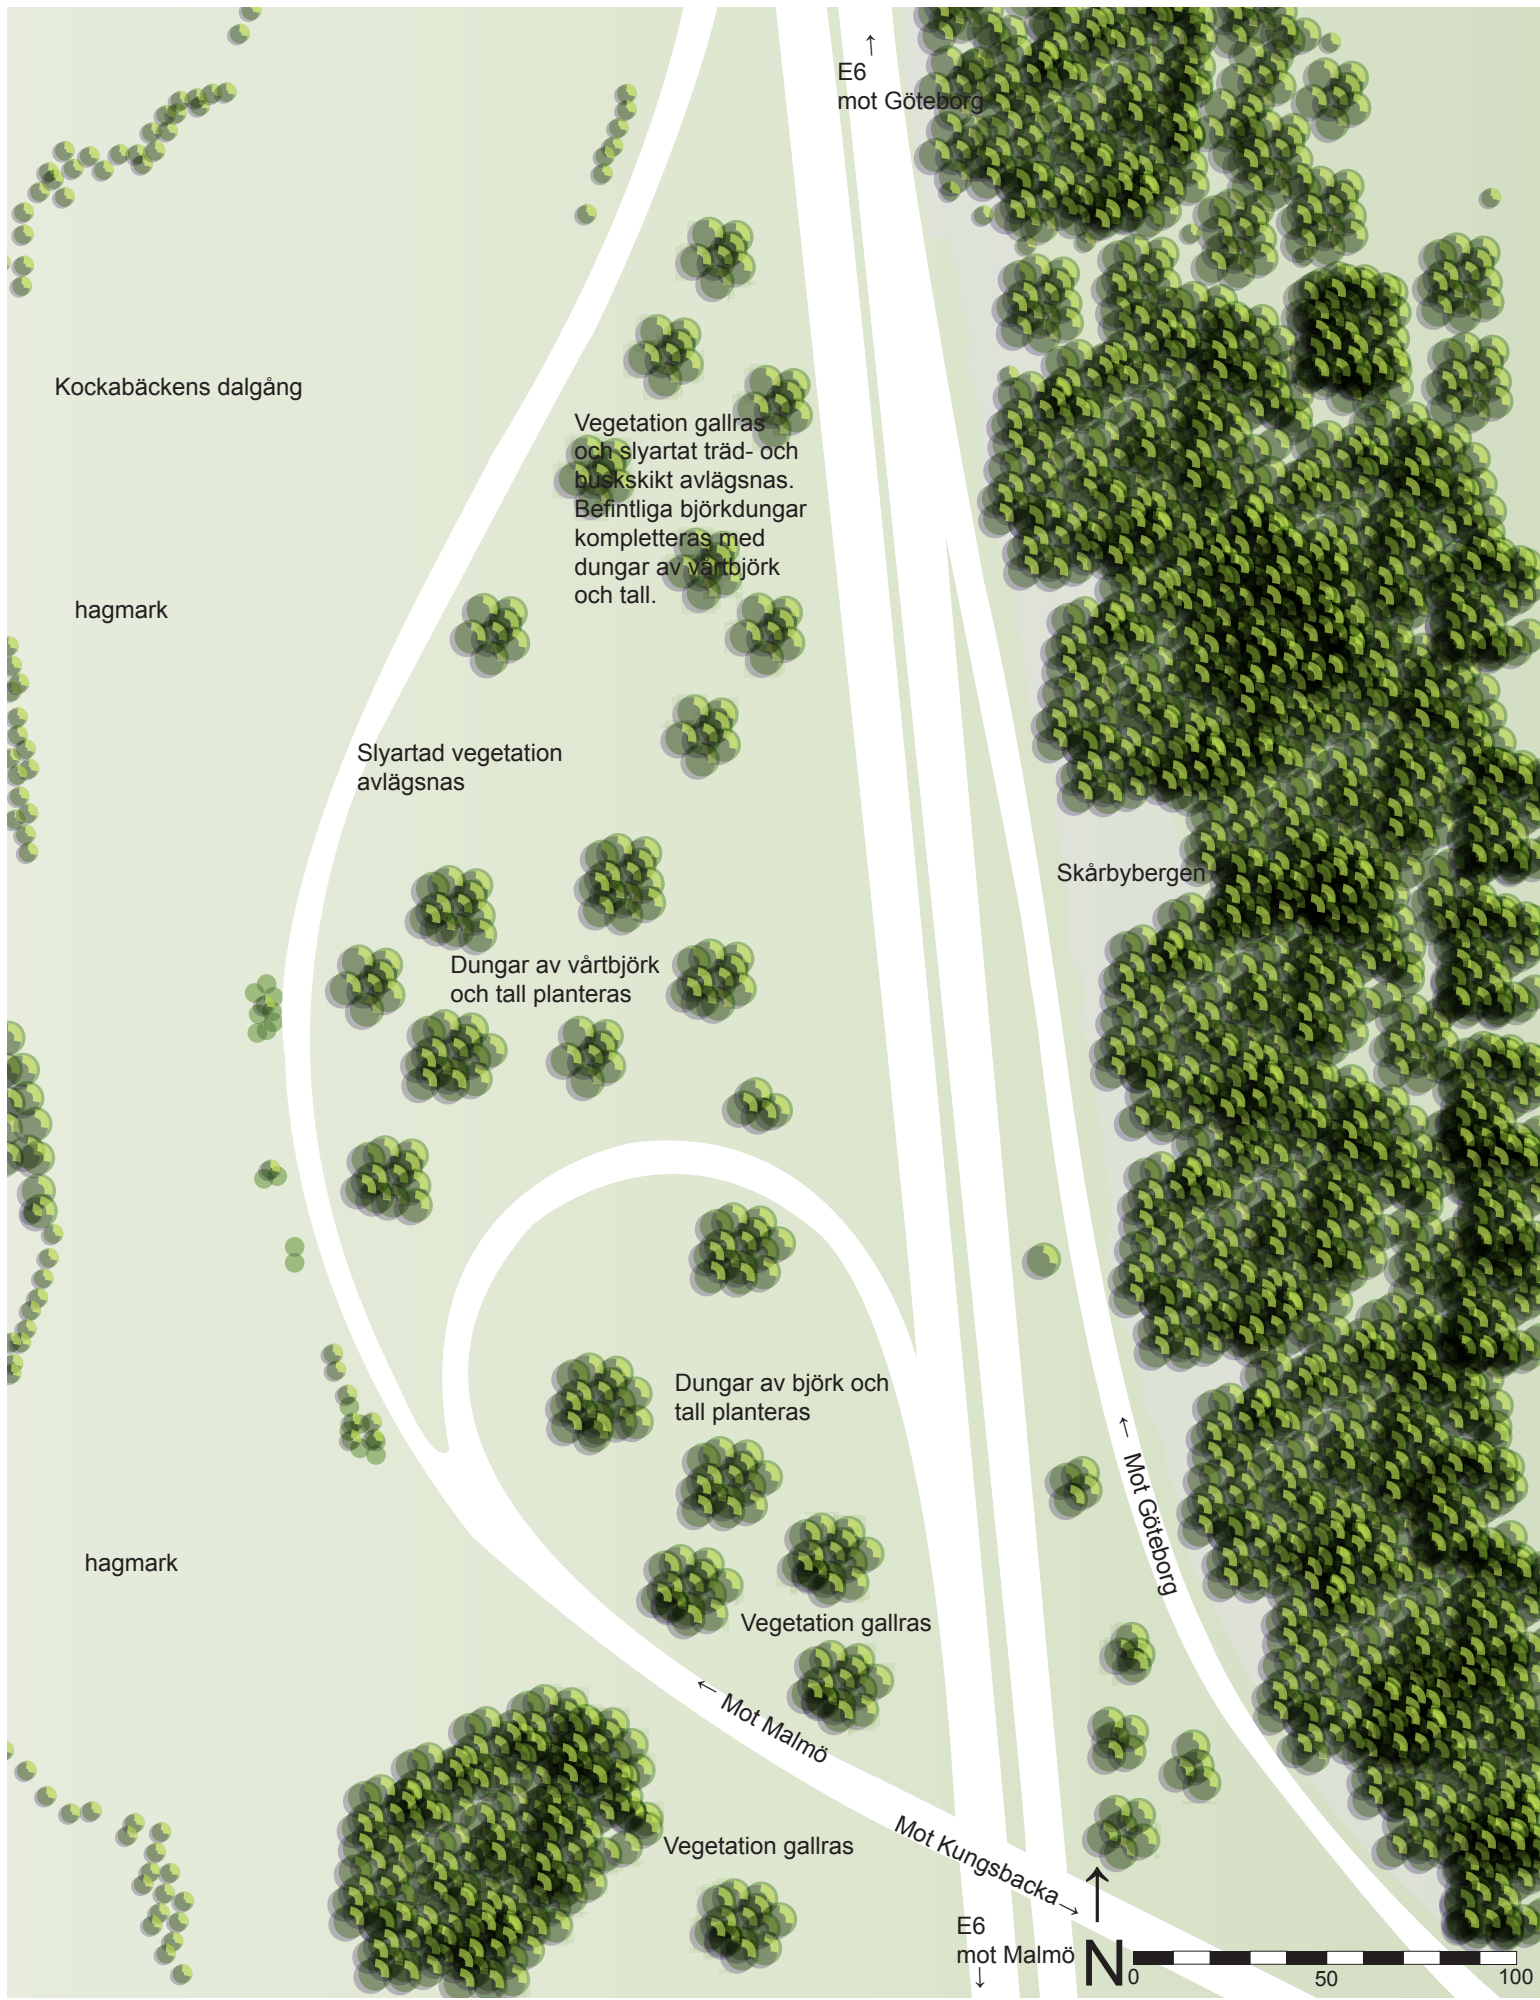 ↑
E6
mot Göteborg
Kockabäckens dalgång
Vegetation gallras
och slyartat träd- och
buskskikt avlägsnas.
Befintliga björkdungar
kompletteras med
dungar av vårtbjörk
och tall.
hagmark
Slyartad vegetation
avlägsnas
Skårbybergen
Dungar av vårtbjörk
och tall planteras
Dungar av björk och
tall planteras
← Mot Göteborg
hagmark
Vegetation gallras
← Mot Malmö
Vegetation gallras
Mot Kungsbacka→
E6
mot Malmö
↓
N
0 50 100